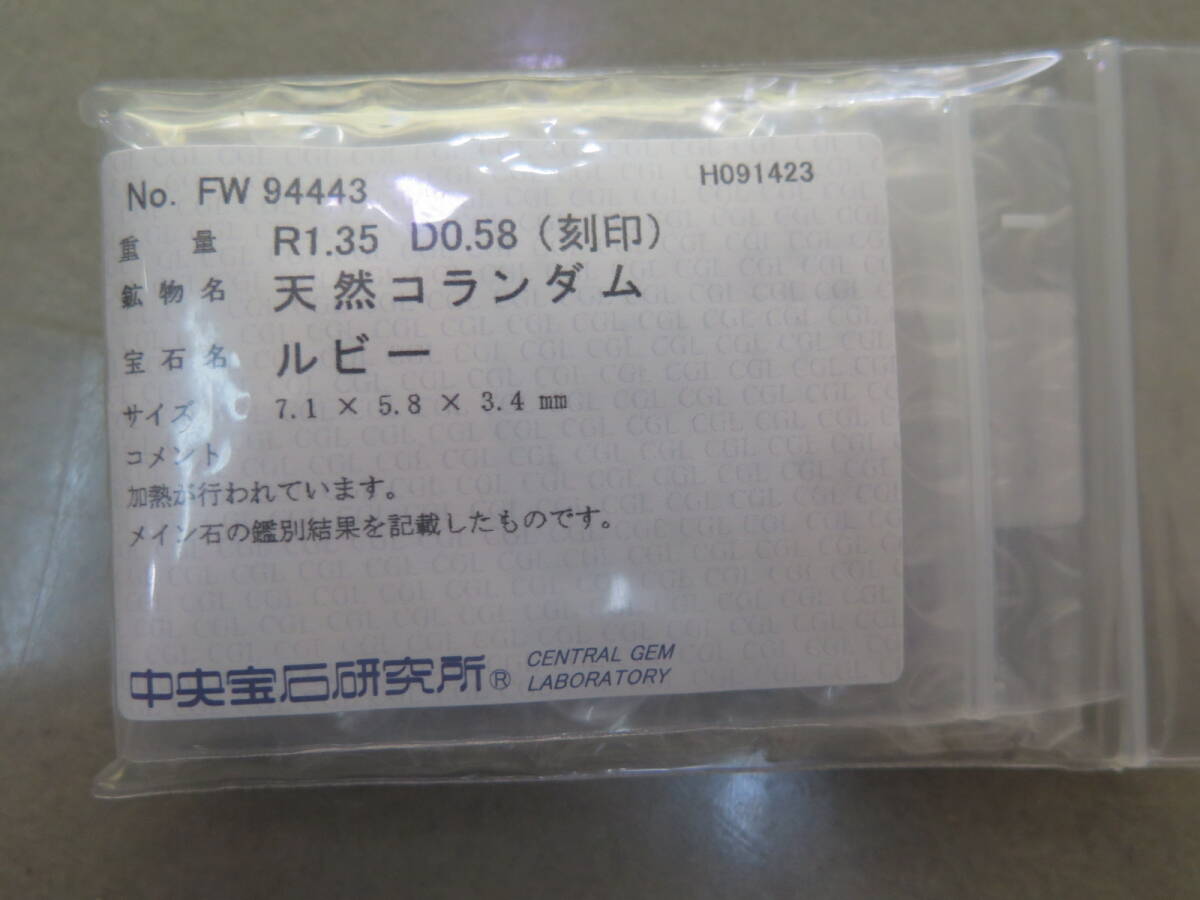 No. FW 94443
H091423
重量 R1.35 D0.58 (刻印)
鉱物名 天然コランダム
宝石名 ルビー
サイズ 7.1 × 5.8 × 3.4 mm
コメント
加熱が行われています。
メイン石の鑑別結果を記載したものです。
中央宝石研究所® CENTRAL GEM
LABORATORY